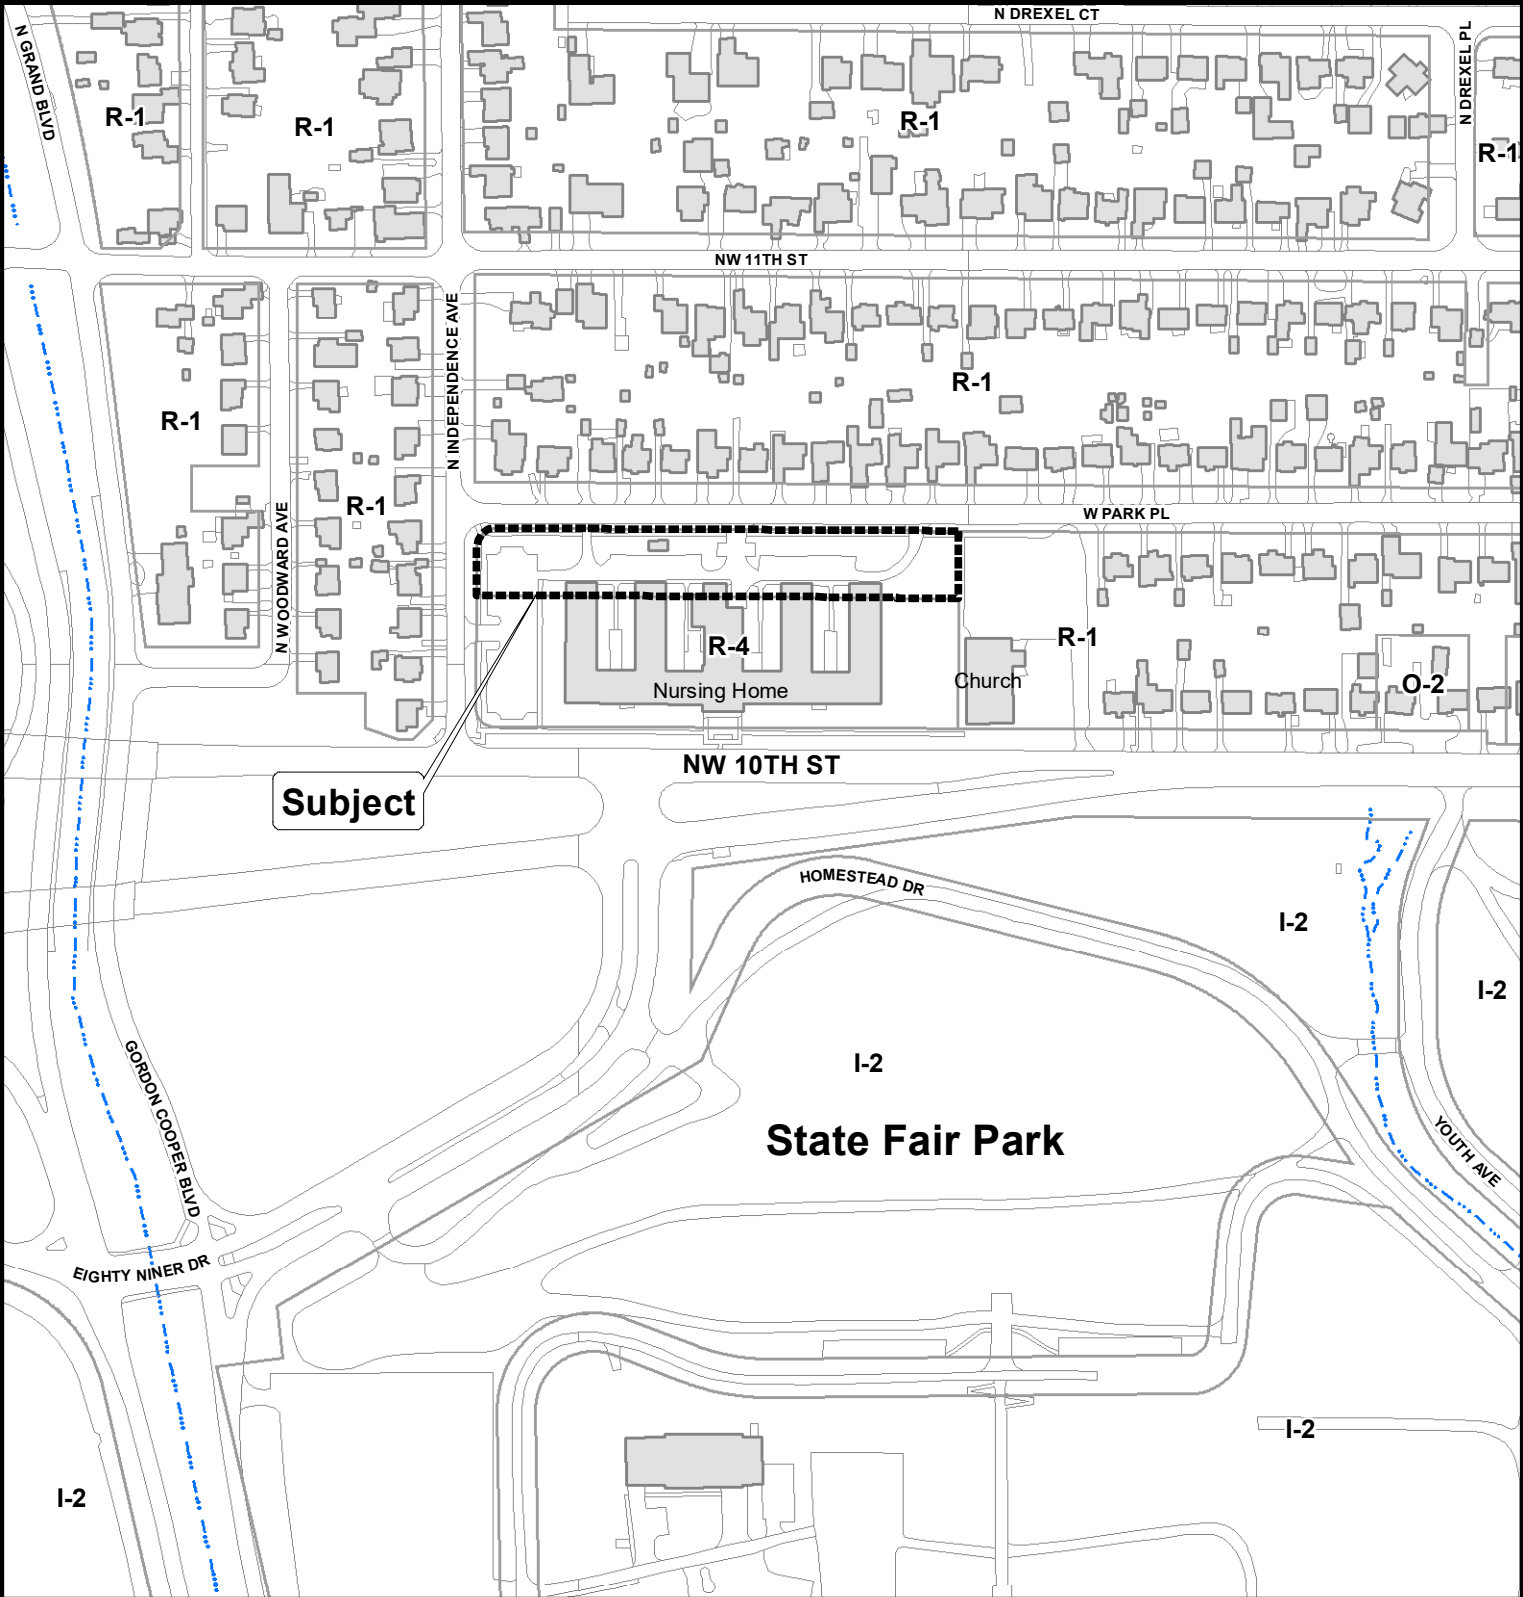 N DREXEL CT
N GRAND BLVD
N DREXEL PL
R-1
R-1
R-1
R-1
NW 11TH ST
N INDEPENDENCE AVE
R-1
R-1
R-1
N WOODWARD AVE
W PARK PL
R-4
R-1
Nursing Home
Church
O-2
NW 10TH ST
Subject
HOMESTEAD DR
I-2
I-2
I-2
GORDON COOPER BLVD
State Fair Park
YOUTH AVE
EIGHTY NINER DR
I-2
I-2